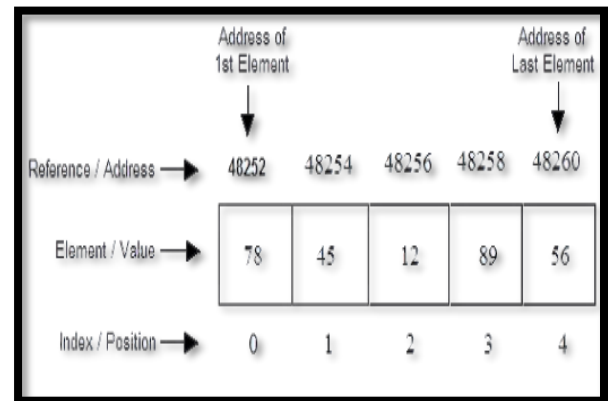 Address of
1st Element
Address of
Last Element
Reference / Address 48252 48254 48256 48258 48260
Element / Value 78 45 12 89 56
Index / Position 0 1 2 3 4